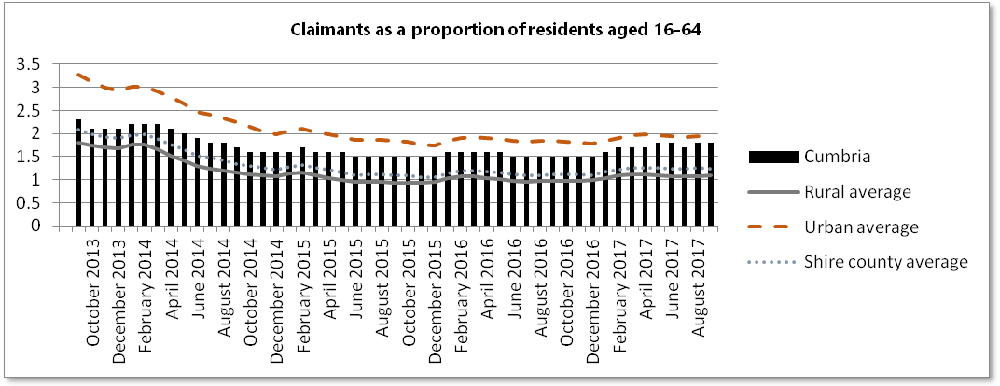 Claimants as a proportion of residents aged 16-64
3.5
3
2.5
2
1.5
1
0.5
0
October 2013
December 2013
February 2014
April 2014
June 2014
August 2014
October 2014
December 2014
February 2015
April 2015
June 2015
August 2015
October 2015
December 2015
February 2016
April 2016
June 2016
August 2016
October 2016
December 2016
February 2017
April 2017
June 2017
August 2017
Cumbria
Rural average
Urban average
Shire county average